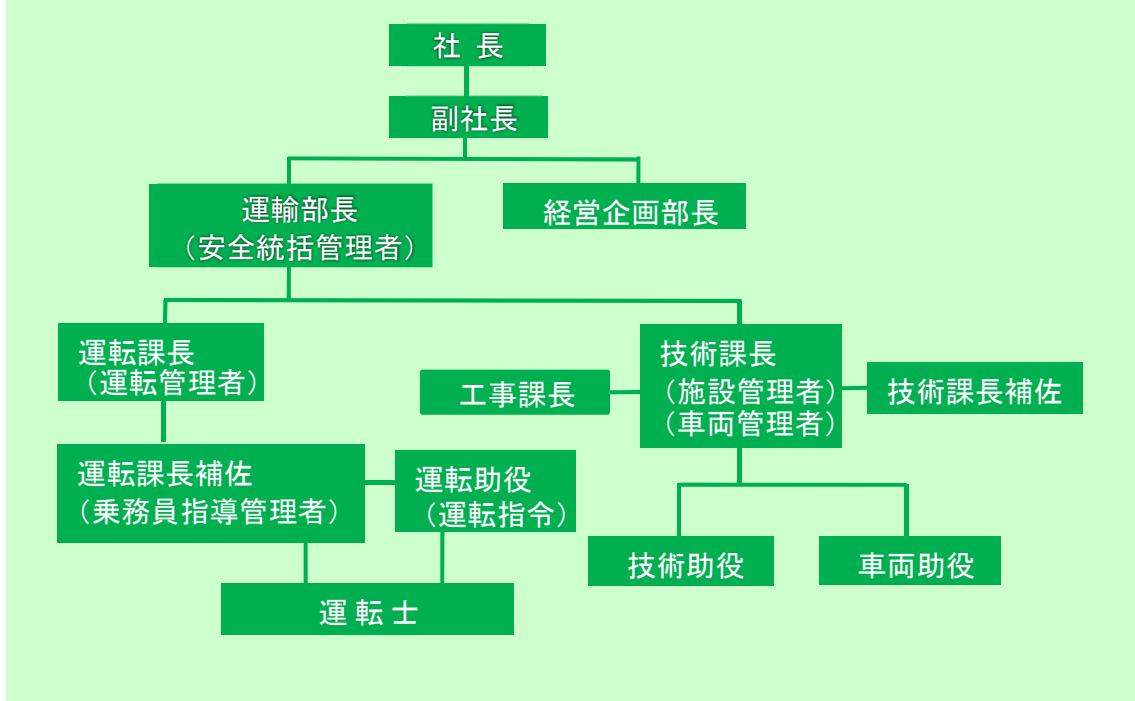 社 長
副社長
運輸部長
（安全統括管理者）
経営企画部長
運転課長
（運転管理者）
技術課長
（施設管理者）
（車両管理者）
工事課長
技術課長補佐
運転課長補佐
（乗務員指導管理者）
運転助役
（運転指令）
技術助役
車両助役
運 転 士